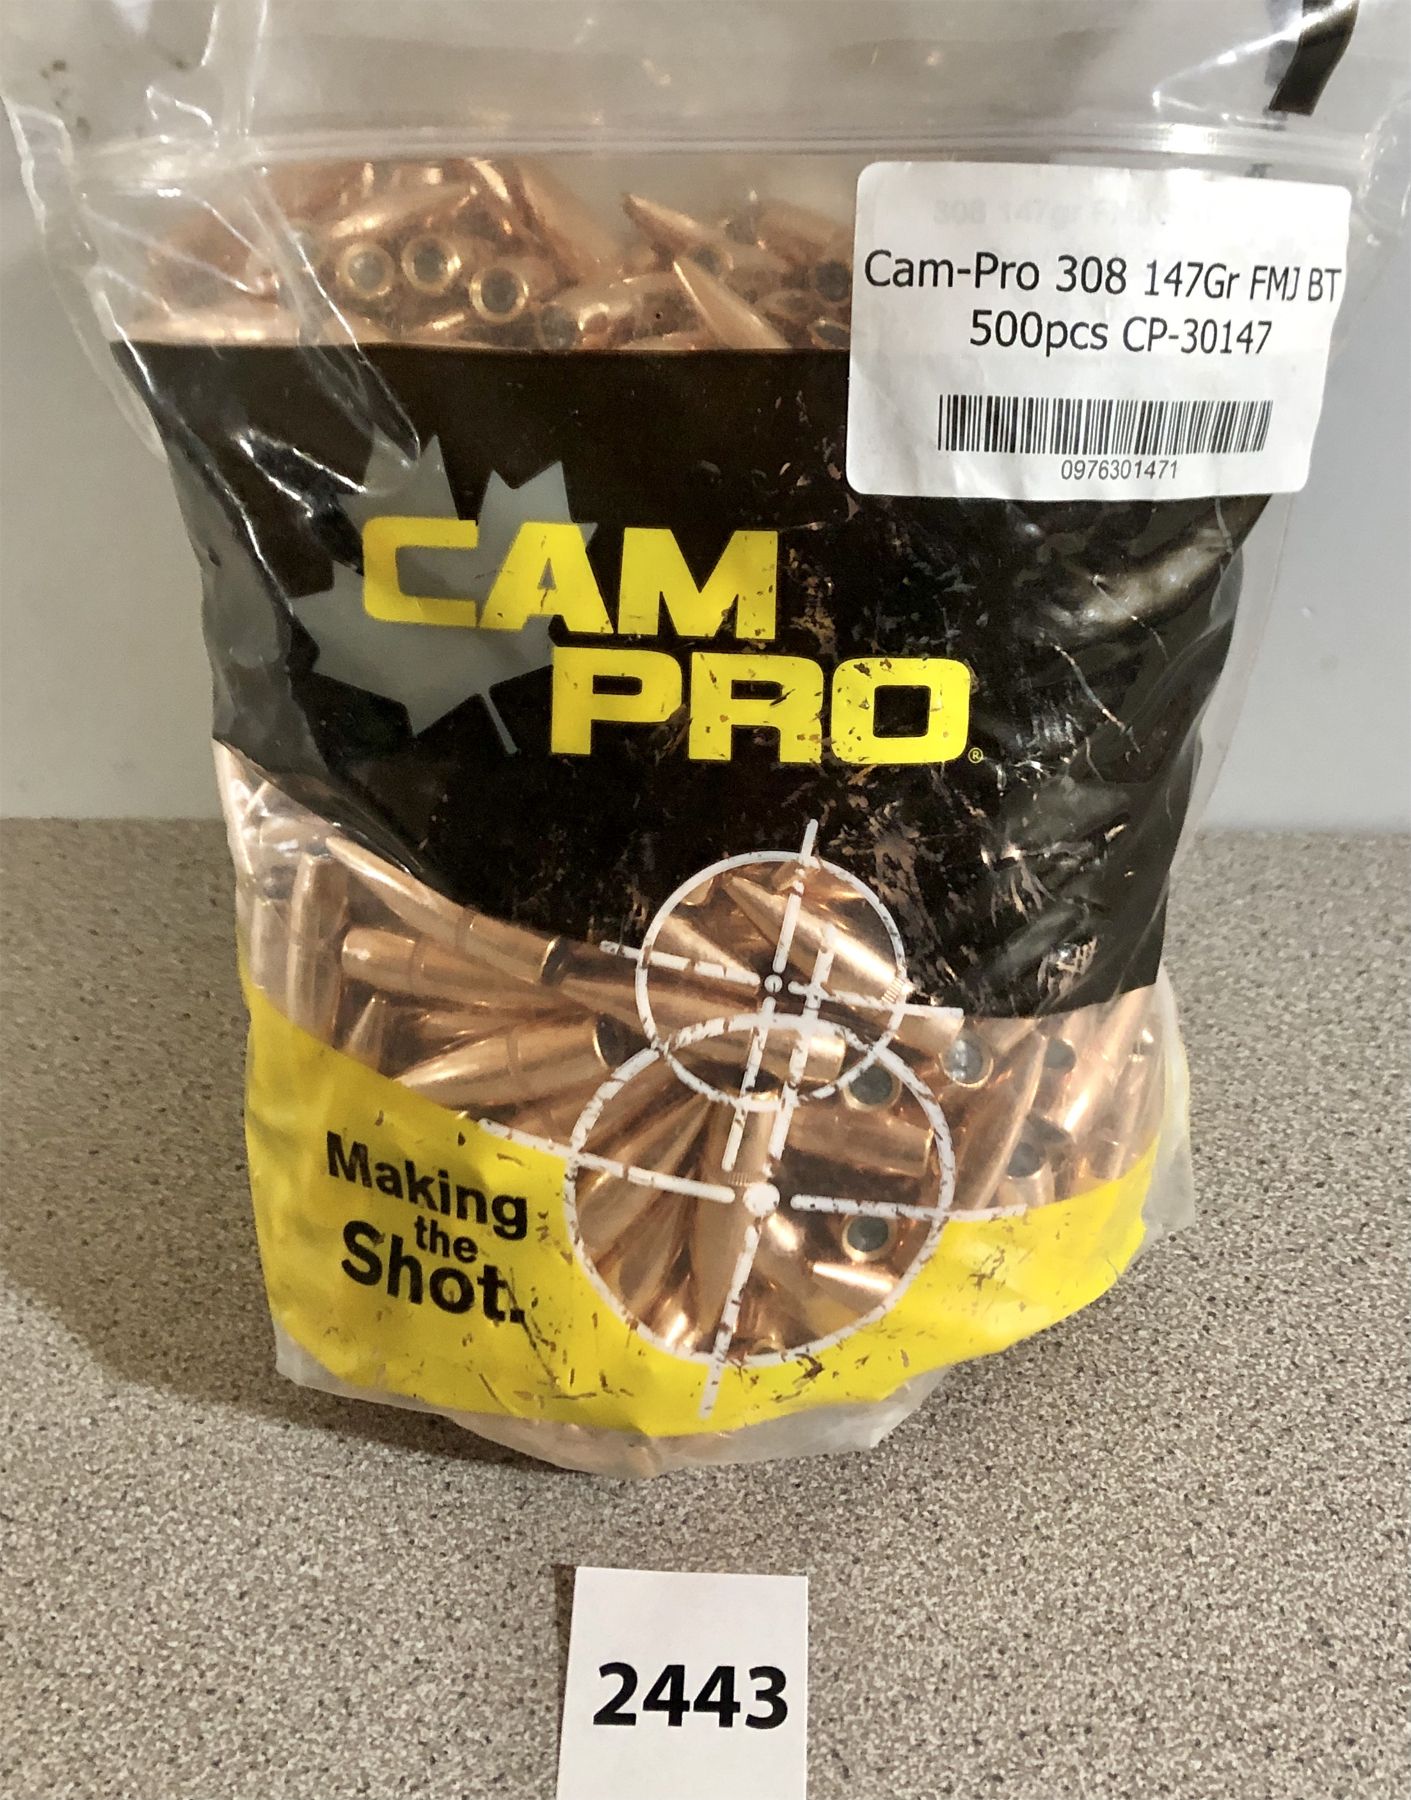 Cam-Pro 308 147Gr FMJ BT
500pcs CP-30147
0976301471
CAM
PRO®
Making
the
Shot.
2443